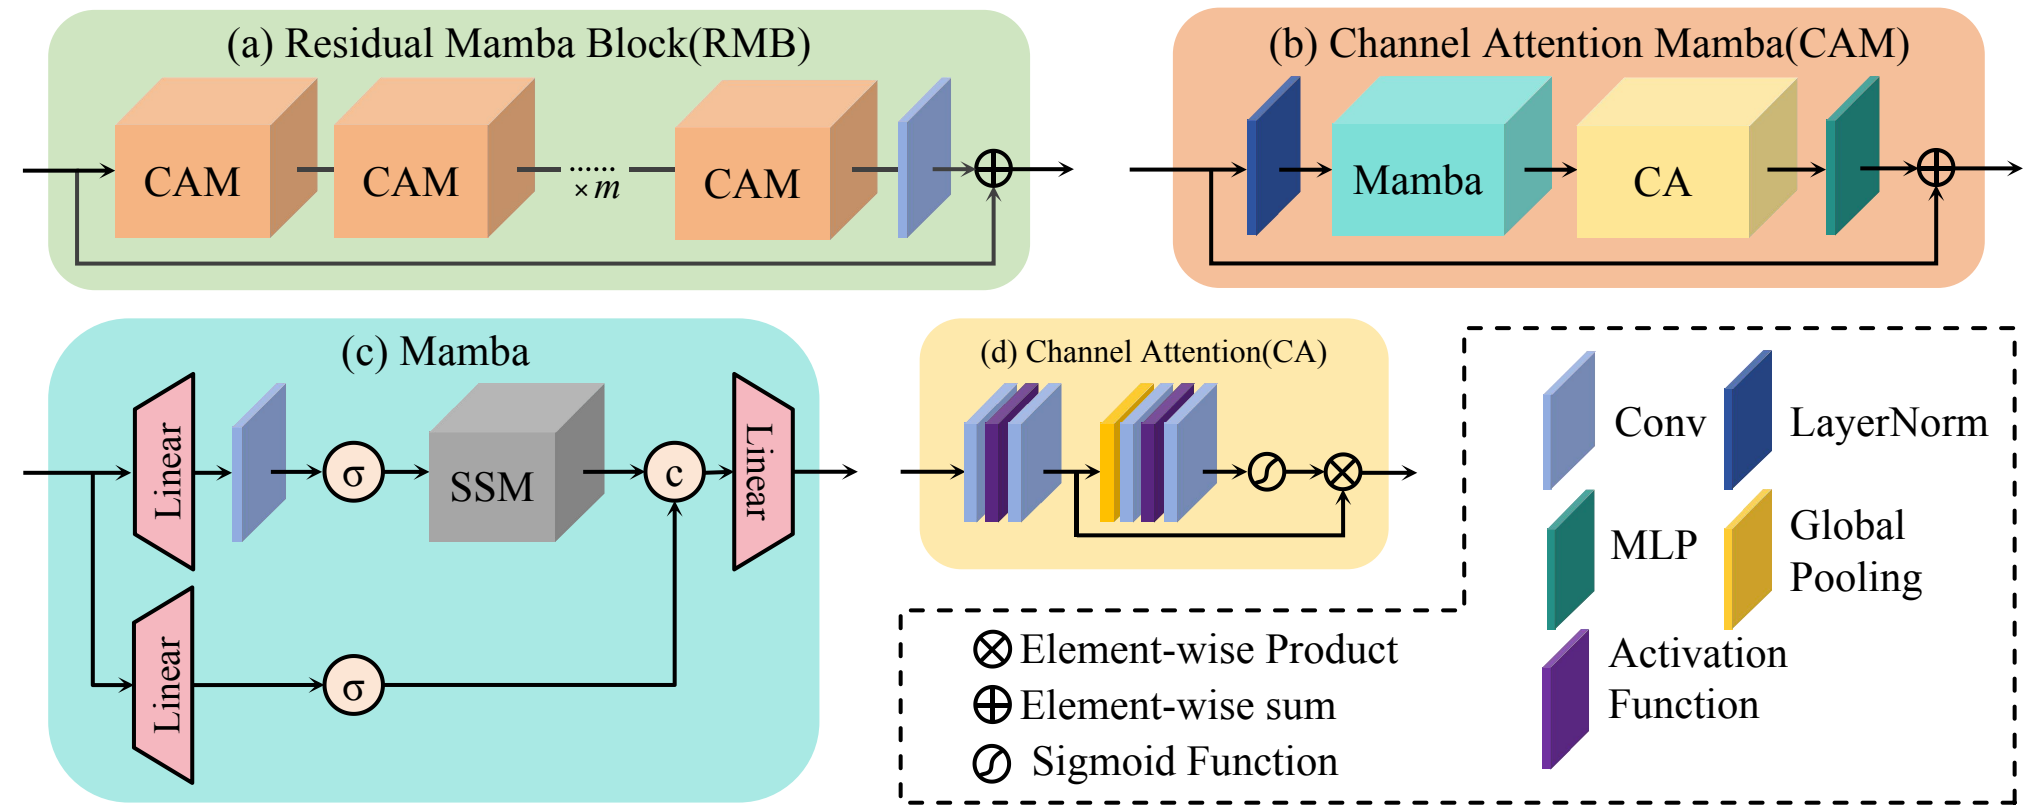 (a) Residual Mamba Block(RMB)
CAM
CAM
......
×m
CAM
(b) Channel Attention Mamba(CAM)
Mamba
CA
(c) Mamba
Linear
σ
SSM
c
Linear
Linear
σ
(d) Channel Attention(CA)
Conv
LayerNorm
MLP
Global
Pooling
Activation
Function
Element-wise Product
Element-wise sum
Sigmoid Function